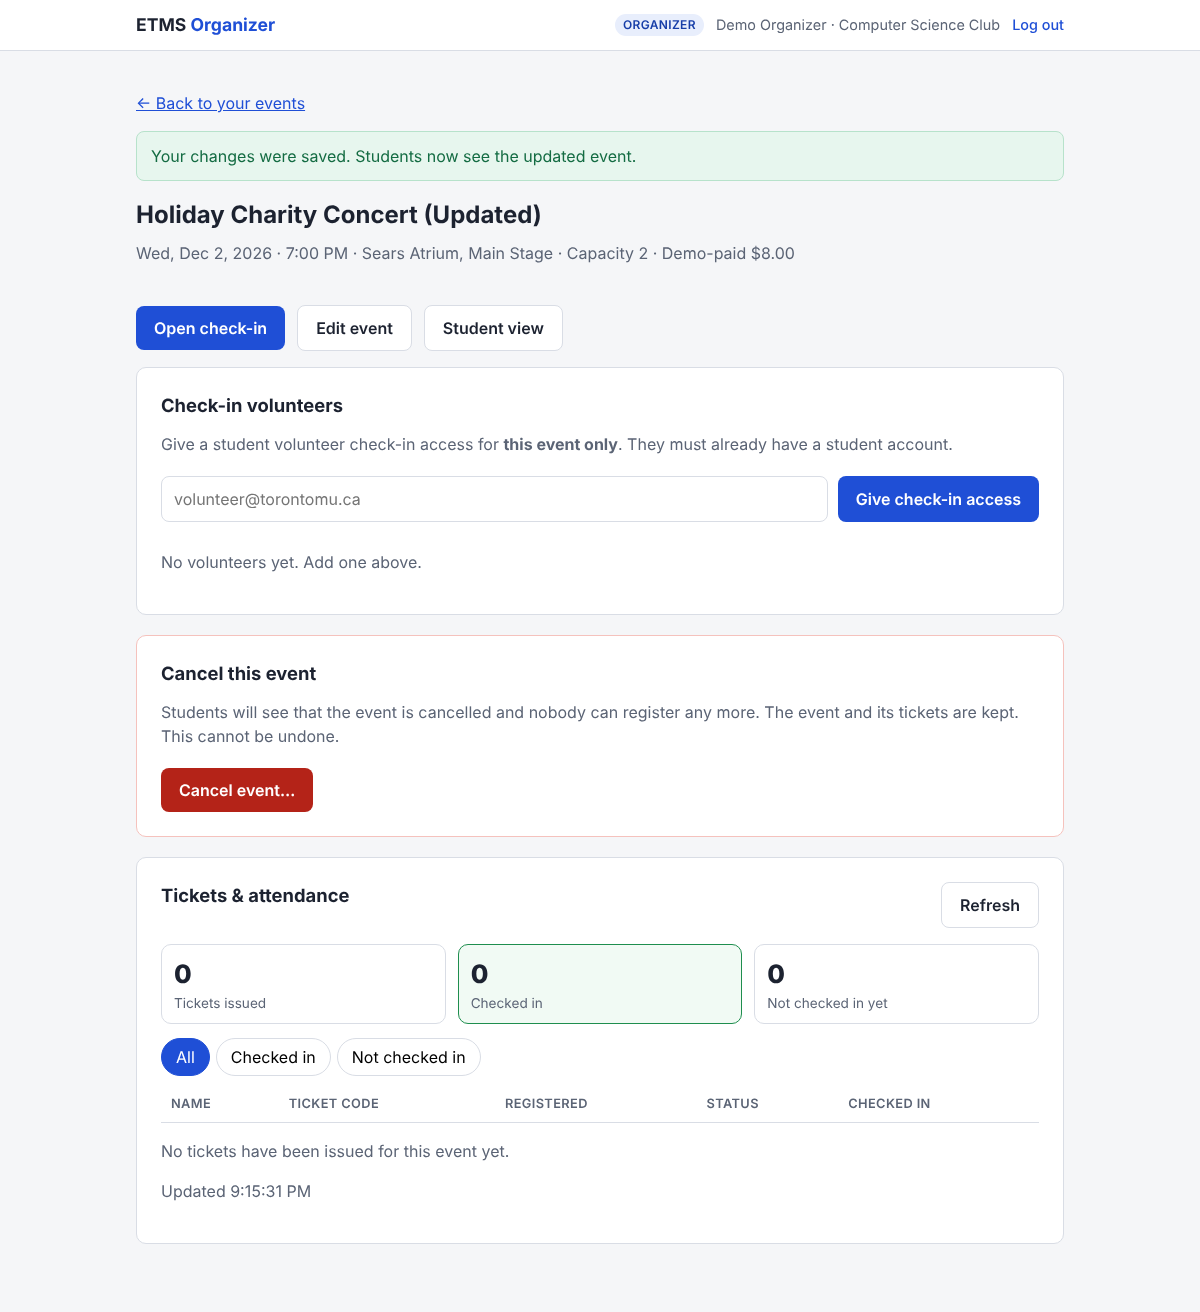 ETMS Organizer
ORGANIZER Demo Organizer · Computer Science Club Log out
← Back to your events
Your changes were saved. Students now see the updated event.
Holiday Charity Concert (Updated)
Wed, Dec 2, 2026 · 7:00 PM · Sears Atrium, Main Stage · Capacity 2 · Demo-paid $8.00
Open check-in Edit event Student view
Check-in volunteers
Give a student volunteer check-in access for this event only. They must already have a student account.
volunteer@torontomu.ca Give check-in access
No volunteers yet. Add one above.
Cancel this event
Students will see that the event is cancelled and nobody can register any more. The event and its tickets are kept.
This cannot be undone.
Cancel event...
Tickets & attendance
Refresh
0 0 0
Tickets issued Checked in Not checked in yet
All Checked in Not checked in
NAME TICKET CODE REGISTERED STATUS CHECKED IN
No tickets have been issued for this event yet.
Updated 9:15:31 PM